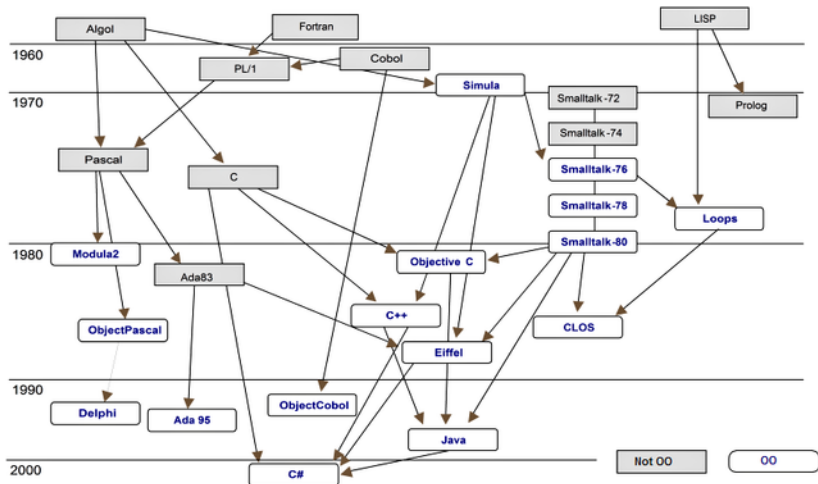 Algol
Fortran
LISP
1960
PL/1
Cobol
Simula
1970
Smalltalk-72
Prolog
Smalltalk-74
Pascal
C
Smalltalk-76
Smalltalk-78
Loops
1980
Modula2
Ada83
Objective C
Smalltalk-80
ObjectPascal
C++
CLOS
Eiffel
1990
Delphi
Ada 95
ObjectCobol
Java
2000
C#
Not OO
OO